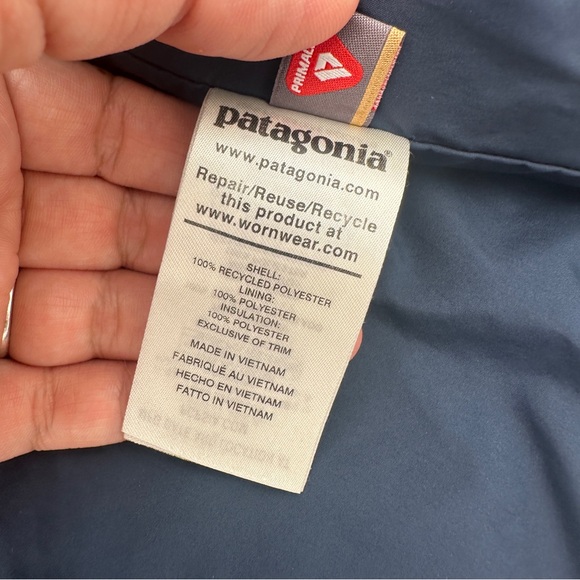 PRIMALO
patagonia®
www.patagonia.com
Repair/Reuse/Recycle
this product at
www.wornwear.com
SHELL:
100% RECYCLED POLYESTER
LINING:
100% POLYESTER
INSULATION:
100% POLYESTER
EXCLUSIVE OF TRIM
MADE IN VIETNAM
FABRIQUÉ AU VIETNAM
HECHO EN VIETNAM
FATTO IN VIETNAM